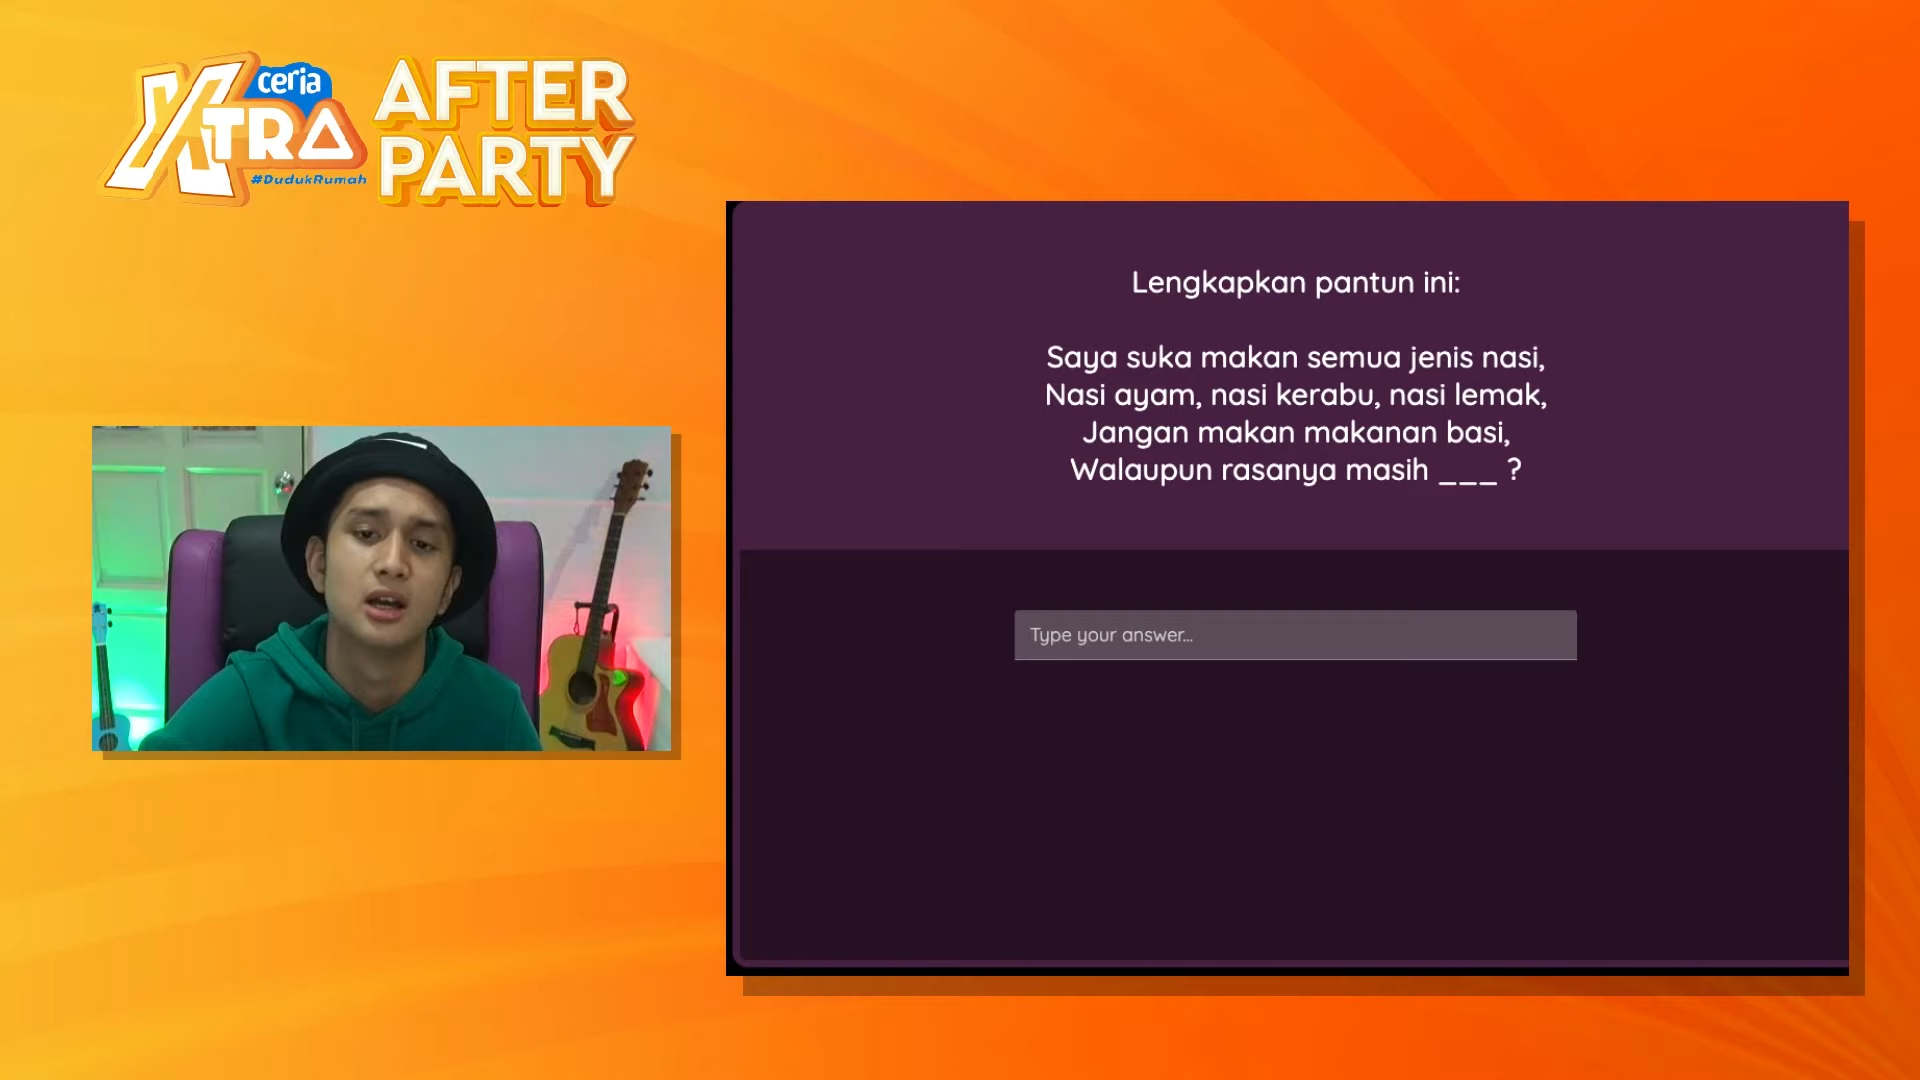 Xtra
ceria
#DudukRumah
AFTER
PARTY
Lengkapkan pantun ini:
Saya suka makan semua jenis nasi,
Nasi ayam, nasi kerabu, nasi lemak,
Jangan makan makanan basi,
Walaupun rasanya masih ___ ?
Type your answer...